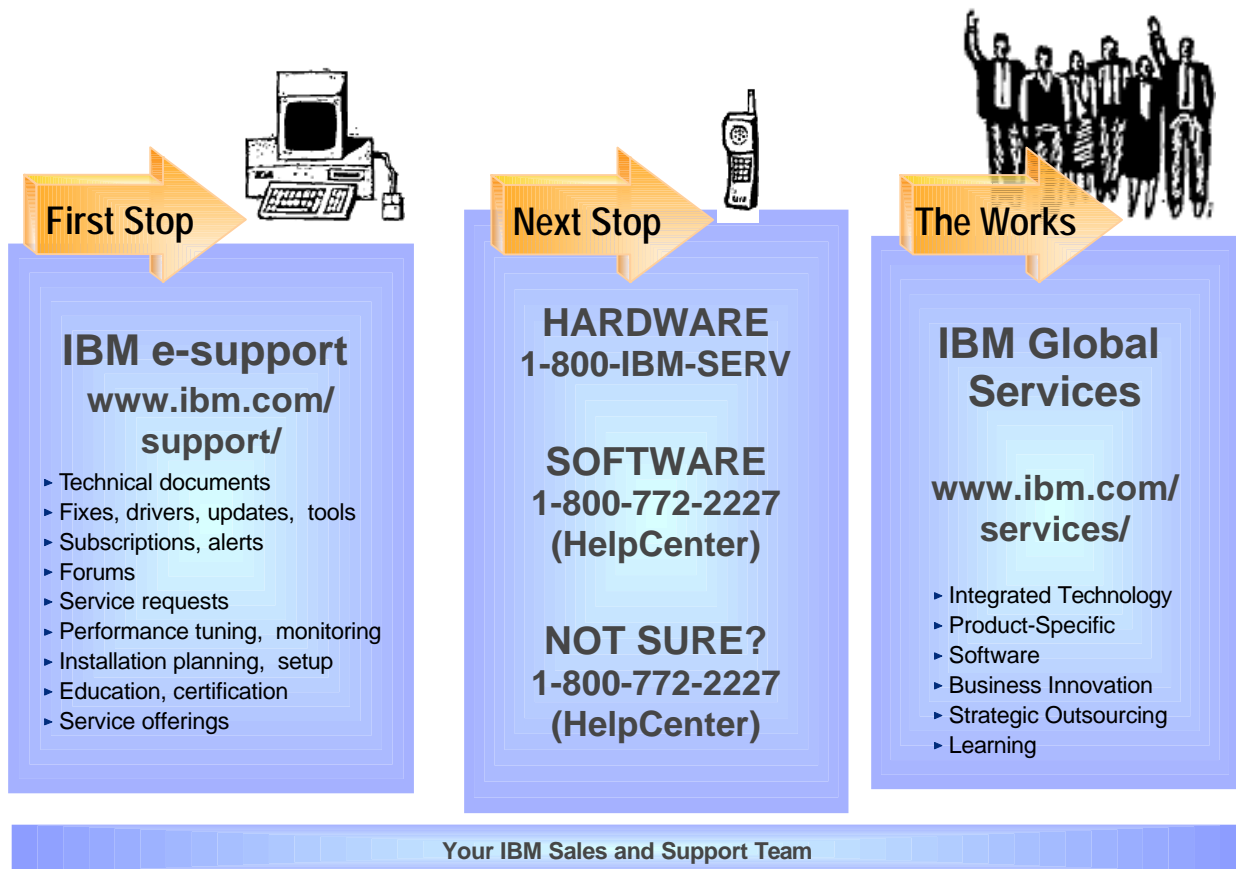 First Stop
IBM e-support
www.ibm.com/
support/
Technical documents
Fixes, drivers, updates, tools
Subscriptions, alerts
Forums
Service requests
Performance tuning, monitoring
Installation planning, setup
Education, certification
Service offerings
Next Stop
HARDWARE
1-800-IBM-SERV
SOFTWARE
1-800-772-2227
(HelpCenter)
NOT SURE?
1-800-772-2227
(HelpCenter)
The Works
IBM Global
Services
www.ibm.com/
services/
Integrated Technology
Product-Specific
Software
Business Innovation
Strategic Outsourcing
Learning
Your IBM Sales and Support Team